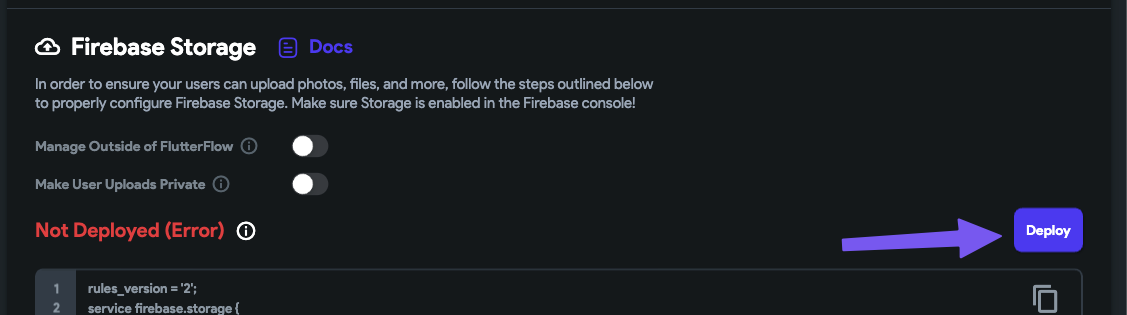 Firebase Storage Docs
In order to ensure your users can upload photos, files, and more, follow the steps outlined below
to properly configure Firebase Storage. Make sure Storage is enabled in the Firebase console!
Manage Outside of FlutterFlow
Make User Uploads Private
Not Deployed (Error)
Deploy
1 rules_version = '2';
2 service firebase.storage {